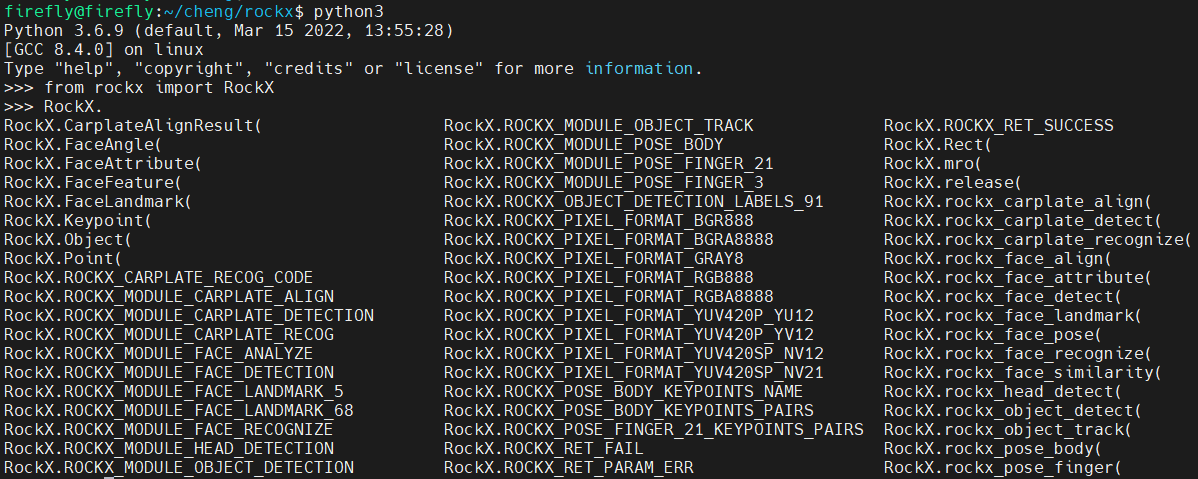 firefly@firefly:~/cheng/rockx$ python3
Python 3.6.9 (default, Mar 15 2022, 13:55:28)
[GCC 8.4.0] on linux
Type "help", "copyright", "credits" or "license" for more information.
>>> from rockx import RockX
>>> RockX.
RockX.CarplateAlignResult( RockX.ROCKX_MODULE_OBJECT_TRACK RockX.ROCKX_RET_SUCCESS
RockX.FaceAngle( RockX.ROCKX_MODULE_POSE_BODY RockX.Rect(
RockX.FaceAttribute( RockX.ROCKX_MODULE_POSE_FINGER_21 RockX.mro(
RockX.FaceFeature( RockX.ROCKX_MODULE_POSE_FINGER_3 RockX.release(
RockX.FaceLandmark( RockX.ROCKX_OBJECT_DETECTION_LABELS_91 RockX.rockx_carplate_align(
RockX.Keypoint( RockX.ROCKX_PIXEL_FORMAT_BGR888 RockX.rockx_carplate_detect(
RockX.Object( RockX.ROCKX_PIXEL_FORMAT_BGRA8888 RockX.rockx_carplate_recognize(
RockX.Point( RockX.ROCKX_PIXEL_FORMAT_GRAY8 RockX.rockx_face_align(
RockX.ROCKX_CARPLATE_RECOG_CODE RockX.ROCKX_PIXEL_FORMAT_RGB888 RockX.rockx_face_attribute(
RockX.ROCKX_MODULE_CARPLATE_ALIGN RockX.ROCKX_PIXEL_FORMAT_RGBA8888 RockX.rockx_face_detect(
RockX.ROCKX_MODULE_CARPLATE_DETECTION RockX.ROCKX_PIXEL_FORMAT_YUV420P_YU12 RockX.rockx_face_landmark(
RockX.ROCKX_MODULE_CARPLATE_RECOG RockX.ROCKX_PIXEL_FORMAT_YUV420P_YV12 RockX.rockx_face_pose(
RockX.ROCKX_MODULE_FACE_ANALYZE RockX.ROCKX_PIXEL_FORMAT_YUV420SP_NV12 RockX.rockx_face_recognize(
RockX.ROCKX_MODULE_FACE_DETECTION RockX.ROCKX_PIXEL_FORMAT_YUV420SP_NV21 RockX.rockx_face_similarity(
RockX.ROCKX_MODULE_FACE_LANDMARK_5 RockX.ROCKX_POSE_BODY_KEYPOINTS_NAME RockX.rockx_head_detect(
RockX.ROCKX_MODULE_FACE_LANDMARK_68 RockX.ROCKX_POSE_BODY_KEYPOINTS_PAIRS RockX.rockx_object_detect(
RockX.ROCKX_MODULE_FACE_RECOGNIZE RockX.ROCKX_POSE_FINGER_21_KEYPOINTS_PAIRS RockX.rockx_object_track(
RockX.ROCKX_MODULE_HEAD_DETECTION RockX.ROCKX_RET_FAIL RockX.rockx_pose_body(
RockX.ROCKX_MODULE_OBJECT_DETECTION RockX.ROCKX_RET_PARAM_ERR RockX.rockx_pose_finger(